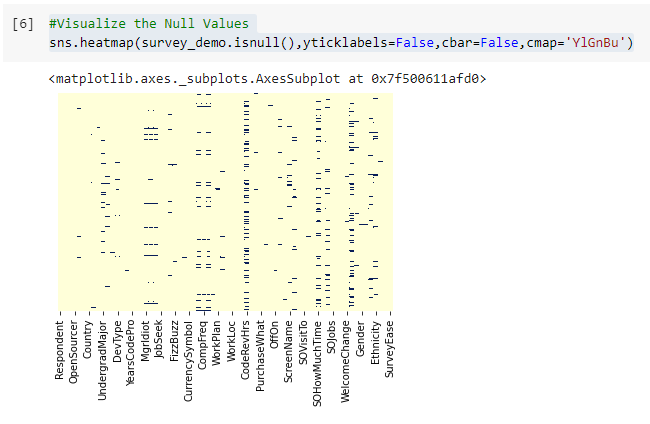 [6]
#Visualize the Null Values
sns.heatmap(survey_demo.isnull(),yticklabels=False,cbar=False,cmap='YlGnBu')
<matplotlib.axes._subplots.AxesSubplot at 0x7f500611afd0>
Respondent
OpenSourcer
Country
UndergradMajor
DevType
YearsCodePro
MgrIdiot
JobSeek
FizzBuzz
CurrencySymbol
CompFreq
WorkPlan
WorkLoc
CodeRevHrs
PurchaseWhat
OffOn
ScreenName
SOVisitTo
SOHowMuchTime
SOJobs
WelcomeChange
Gender
Ethnicity
SurveyEase